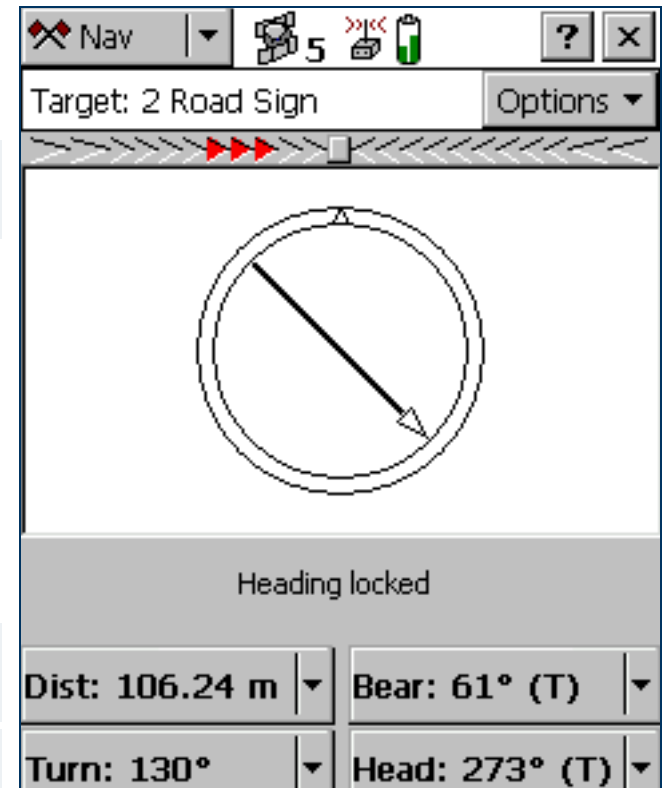 Nav 5 ? ×
Target: 2 Road Sign Options
Heading locked
Dist: 106.24 m Bear: 61° (T)
Turn: 130° Head: 273° (T)